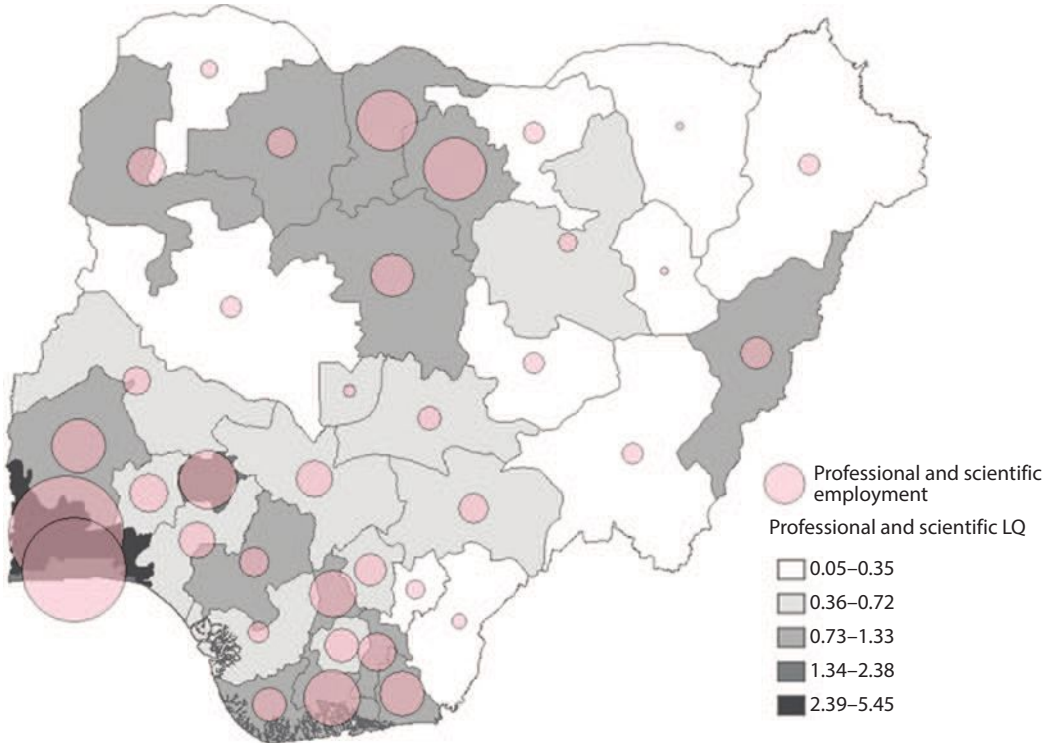 Professional and scientific
employment
Professional and scientific LQ
0.05–0.35
0.36–0.72
0.73–1.33
1.34–2.38
2.39–5.45